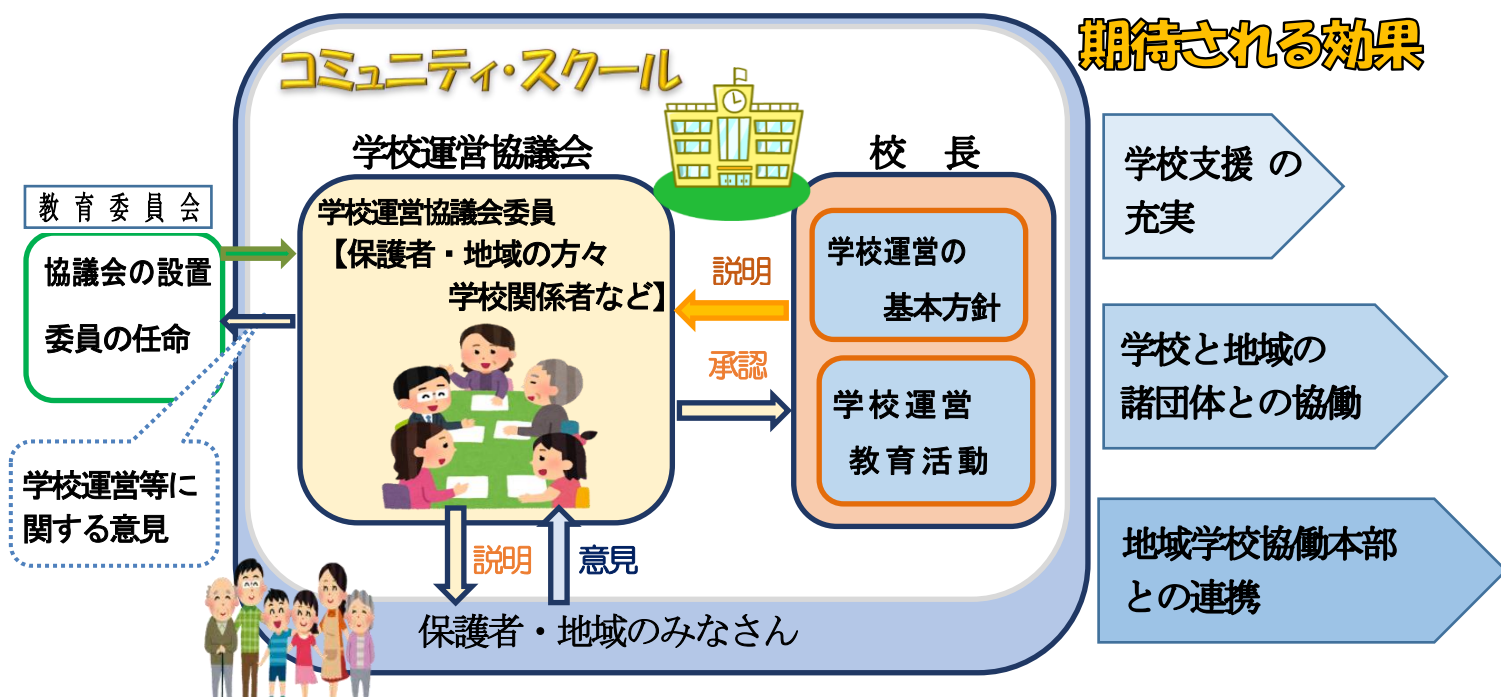 コミュニティ・スクール
期待される効果
学校運営協議会
校 長
教育委員会
協議会の設置
委員の任命
学校運営協議会委員
【保護者・地域の方々
学校関係者など】
説明
承認
学校運営の
基本方針
学校運営
教育活動
学校運営等に
関する意見
説明
意見
保護者・地域のみなさん
学校支援 の
充実
学校と地域の
諸団体との協働
地域学校協働本部
との連携